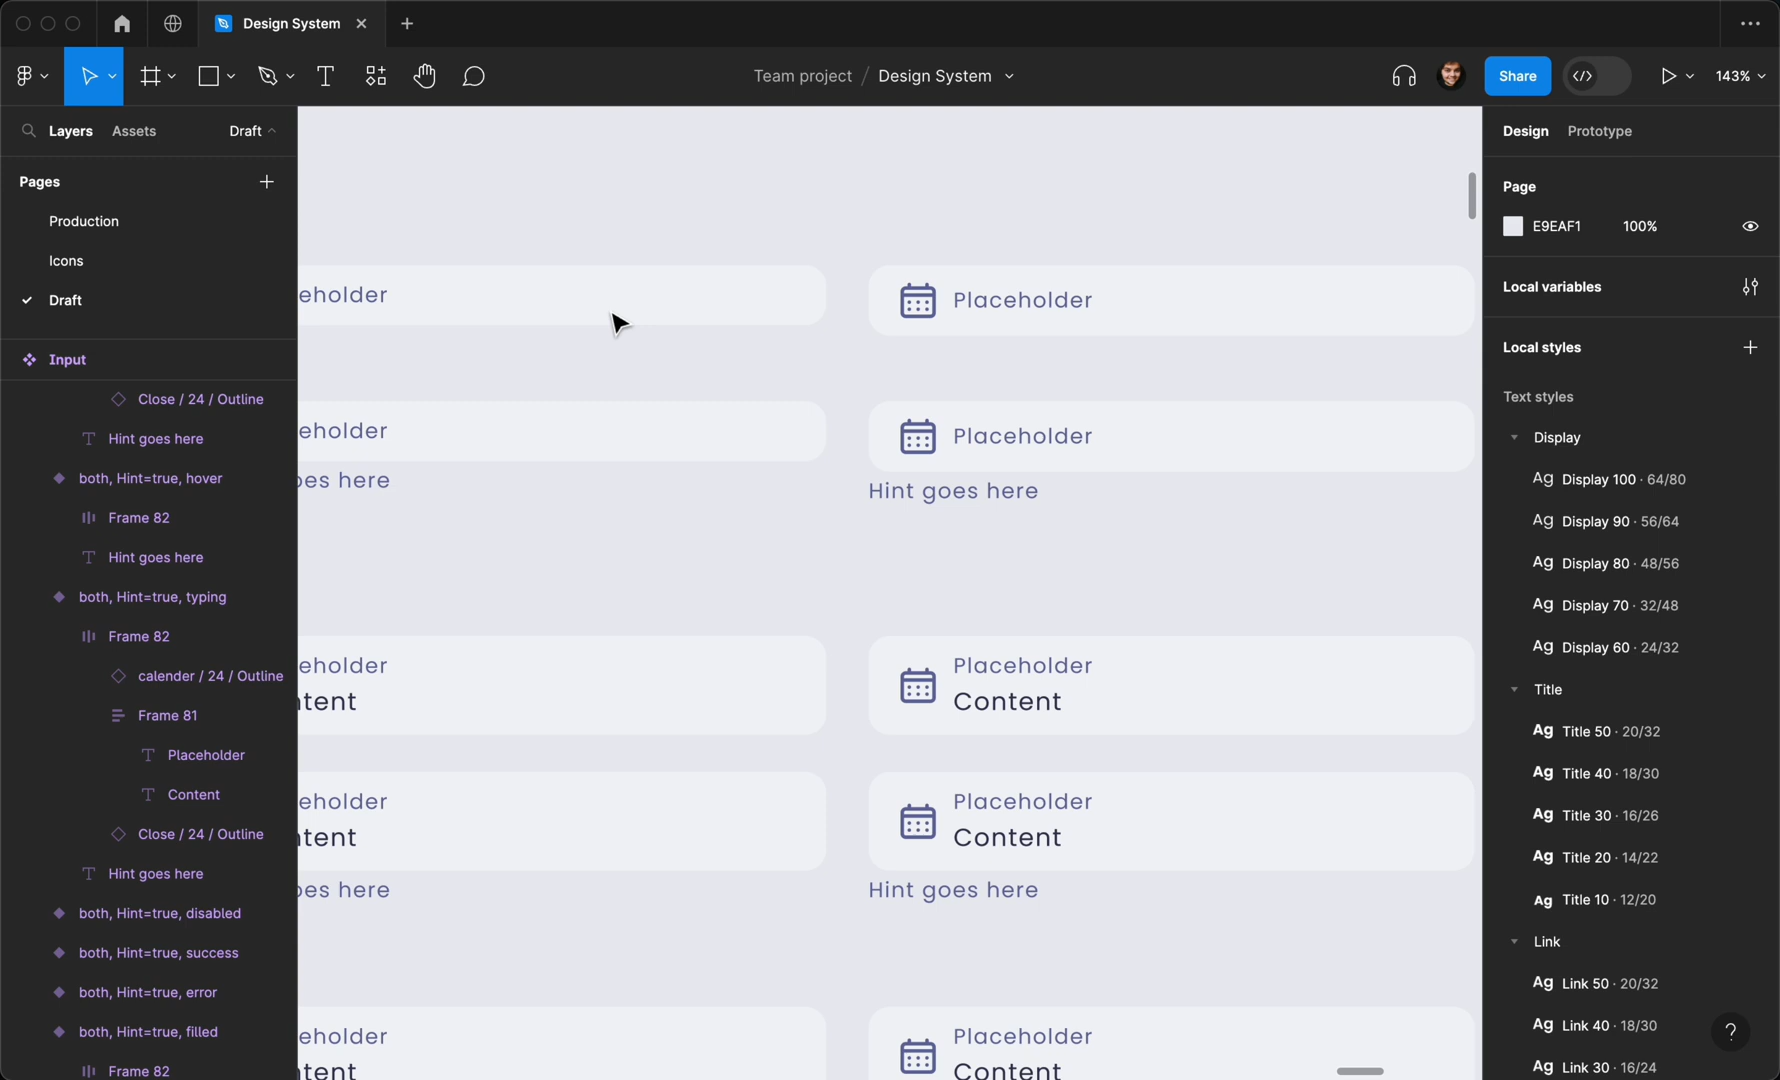 Design System
Team project / Design System
Share
143%
Layers
Assets
Draft
Pages
Production
Icons
Draft
Input
Close / 24 / Outline
Hint goes here
both, Hint=true, hover
Frame 82
Hint goes here
both, Hint=true, typing
Frame 82
calender / 24 / Outline
Frame 81
Placeholder
Content
Close / 24 / Outline
Hint goes here
both, Hint=true, disabled
both, Hint=true, success
both, Hint=true, error
both, Hint=true, filled
Frame 82
eholder
Placeholder
eholder
Placeholder
oes here
Hint goes here
eholder
Placeholder
ntent
Content
eholder
Placeholder
ntent
Content
oes here
Hint goes here
eholder
Placeholder
ntent
Content
Design
Prototype
Page
E9EAF1
100%
Local variables
Local styles
Text styles
Display
Ag Display 100 · 64/80
Ag Display 90 · 56/64
Ag Display 80 · 48/56
Ag Display 70 · 32/48
Ag Display 60 · 24/32
Title
Ag Title 50 · 20/32
Ag Title 40 · 18/30
Ag Title 30 · 16/26
Ag Title 20 · 14/22
Ag Title 10 · 12/20
Link
Ag Link 50 · 20/32
Ag Link 40 · 18/30
Ag Link 30 · 16/24
?